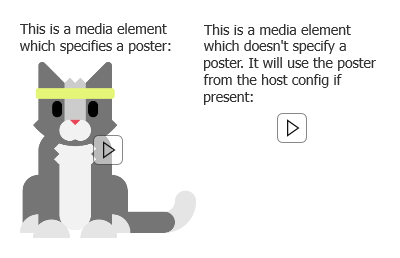 This is a media element
which specifies a poster:
This is a media element
which doesn't specify a
poster. It will use the poster
from the host config if
present: